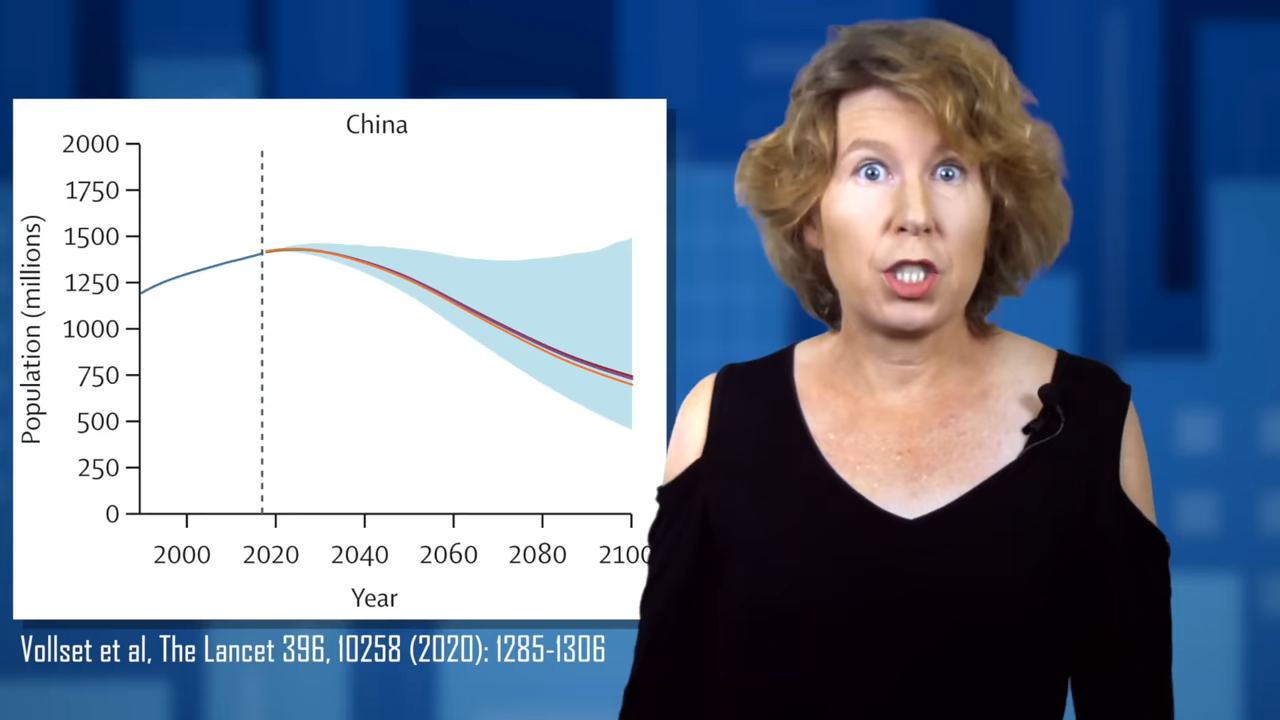 China
2000
1750
1500
1250
1000
750
500
250
0
Population (millions)
2000 2020 2040 2060 2080 2100
Year
Vollset et al, The Lancet 396, 10258 (2020): 1285-1306